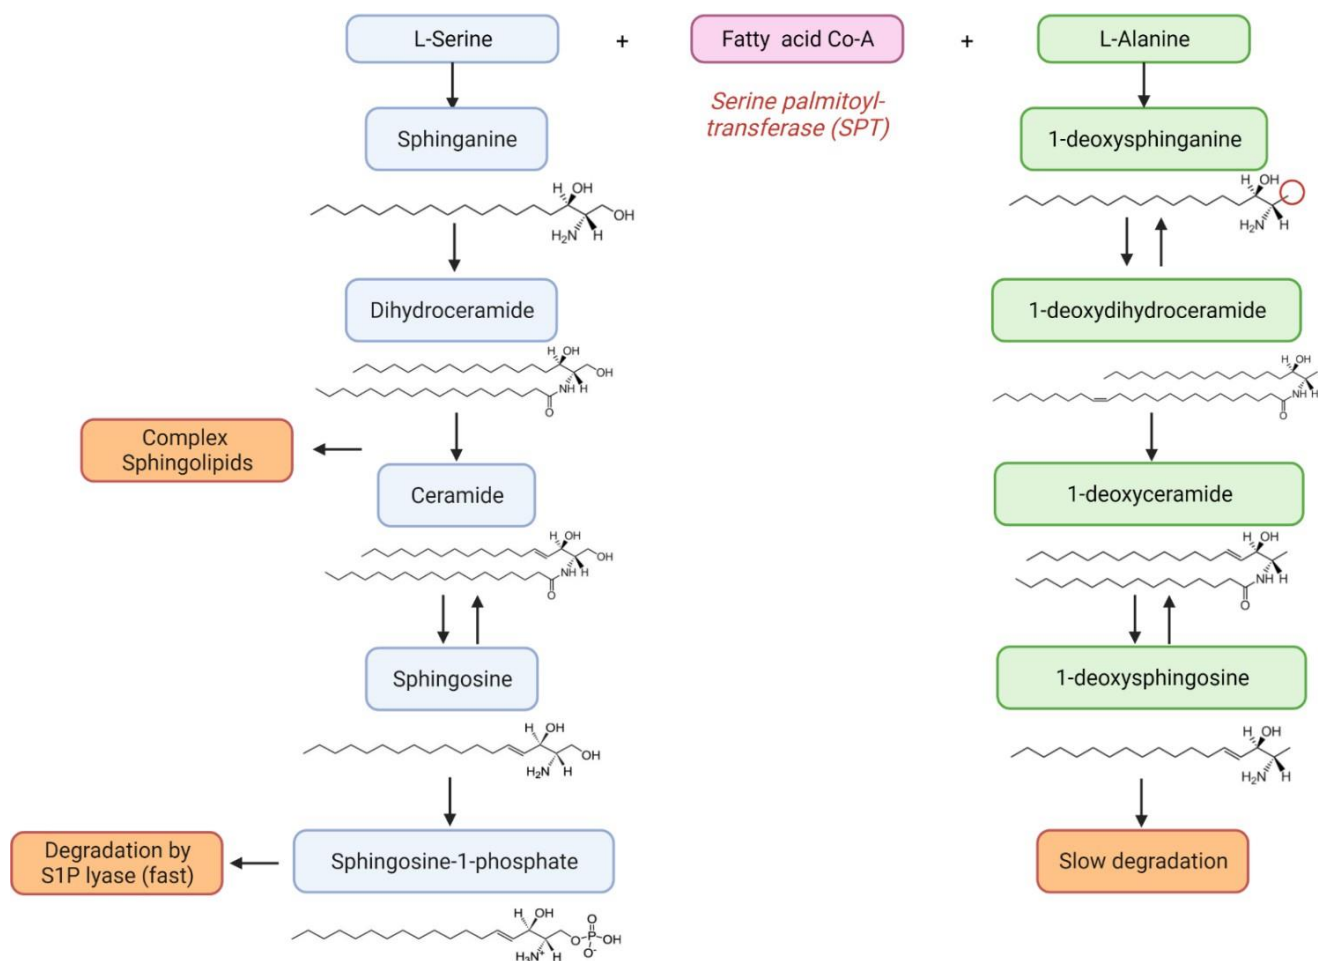 L-Serine
+
Fatty acid Co-A
+
L-Alanine
Serine palmitoyl-
transferase (SPT)
Sphinganine
1-deoxysphinganine
H OH
OH
H₂N H
H OH
H₂N H
Dihydroceramide
1-deoxydihydroceramide
H OH
OH
NH H
O
H OH
NH H
O
Complex
Sphingolipids
Ceramide
1-deoxyceramide
H OH
OH
NH H
O
H OH
NH H
O
Sphingosine
1-deoxysphingosine
H OH
OH
H₂N H
H OH
H₂N H
Degradation by
S1P lyase (fast)
Sphingosine-1-phosphate
Slow degradation
H OH
O
O P OH
O⁻
H₃N⁺ H